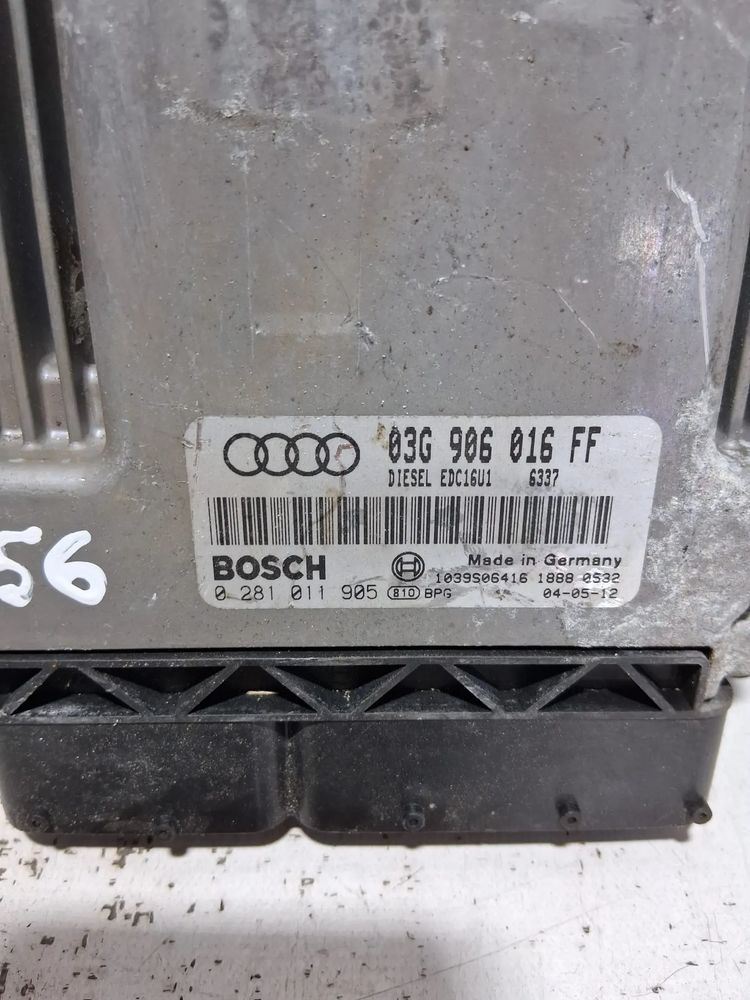 03G 906 016 FF
DIESEL EDC16U1 6337
56
BOSCH Made in Germany
1039S06416 1888 0532
0 281 011 905 810 BPG 04-05-12